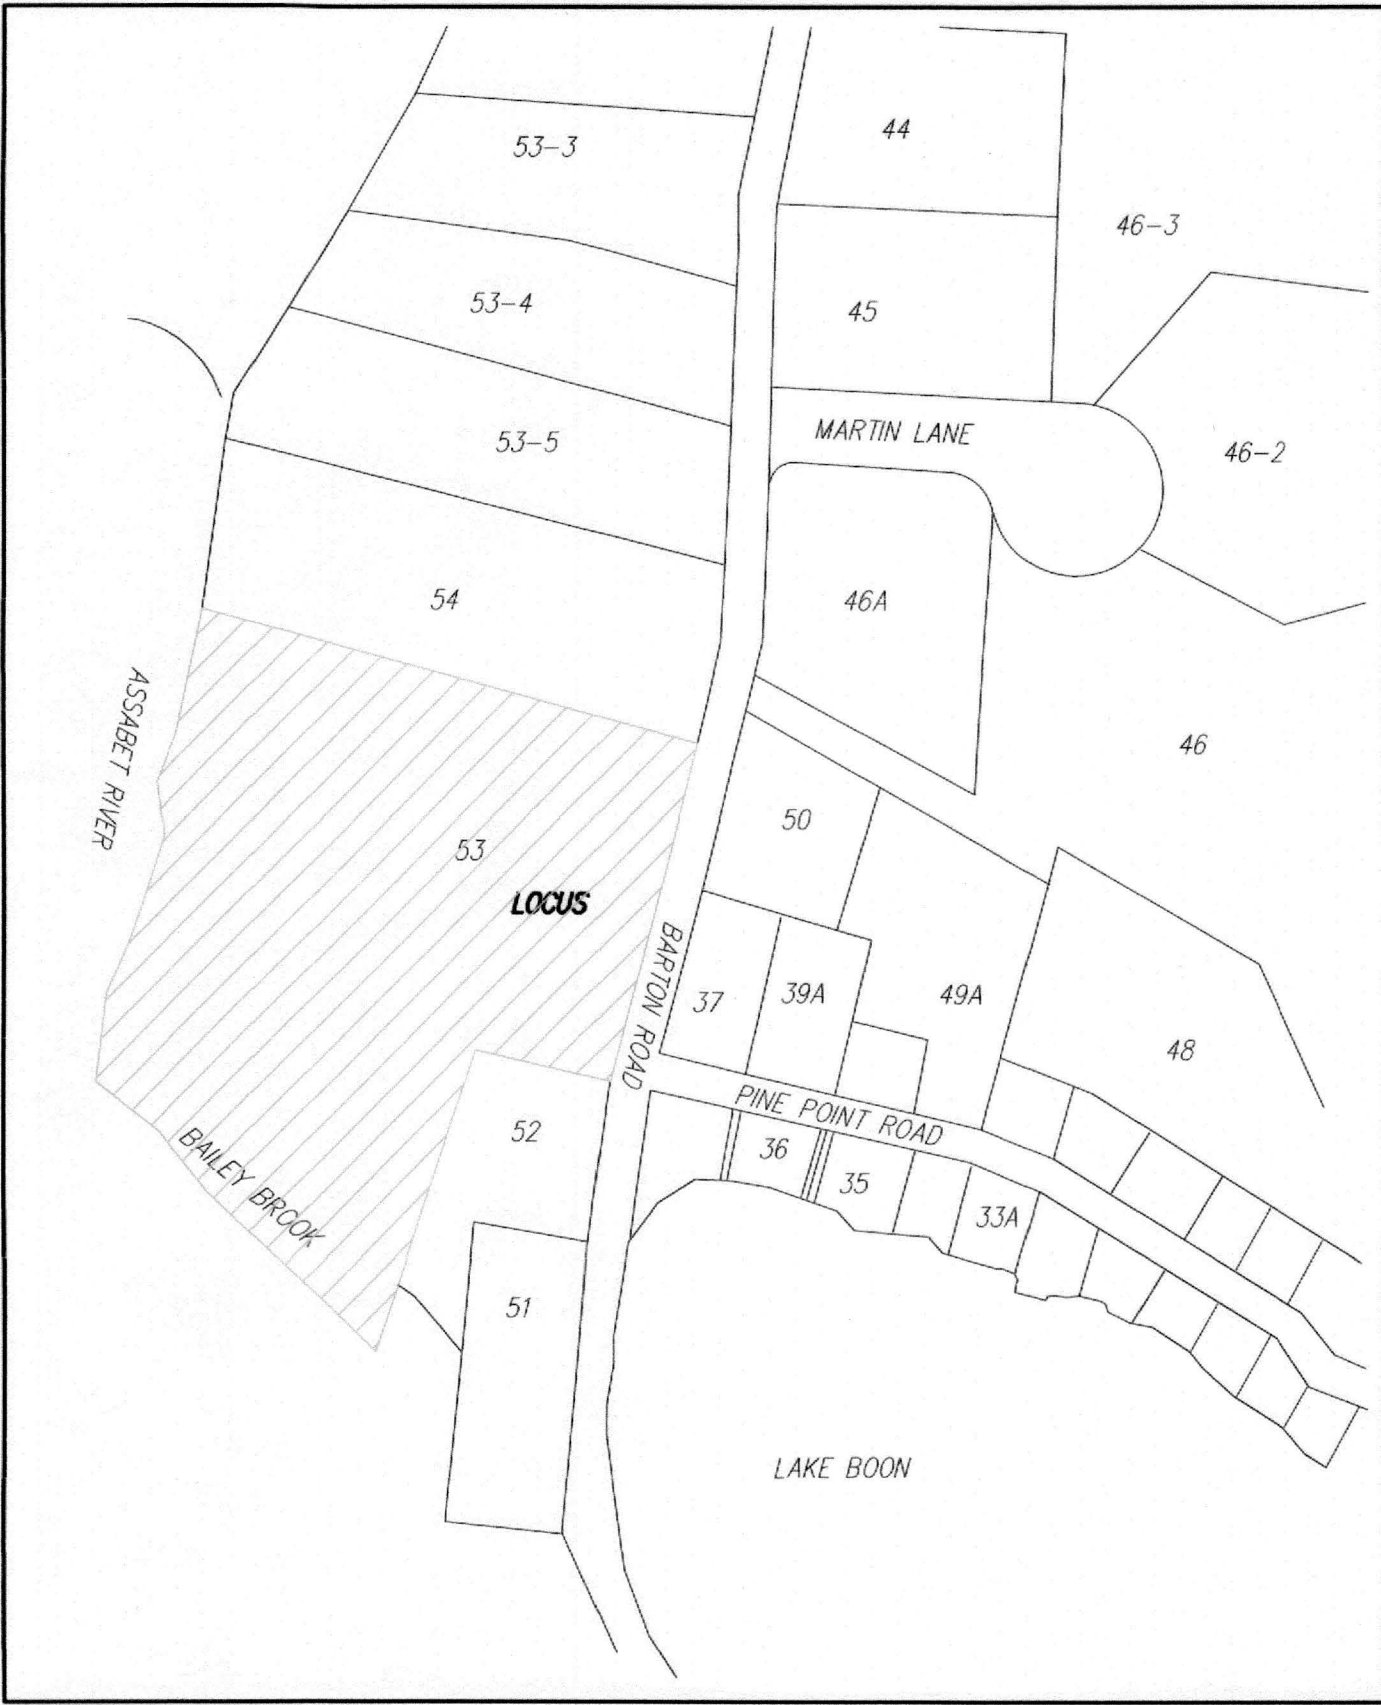 44
53-3
46-3
53-4
45
MARTIN LANE
53-5
46-2
54
46A
ASSABET RIVER
46
50
53
LOCUS
BARTON ROAD
37
39A
49A
48
PINE POINT ROAD
52
BAILEY BROOK
36
35
33A
51
LAKE BOON